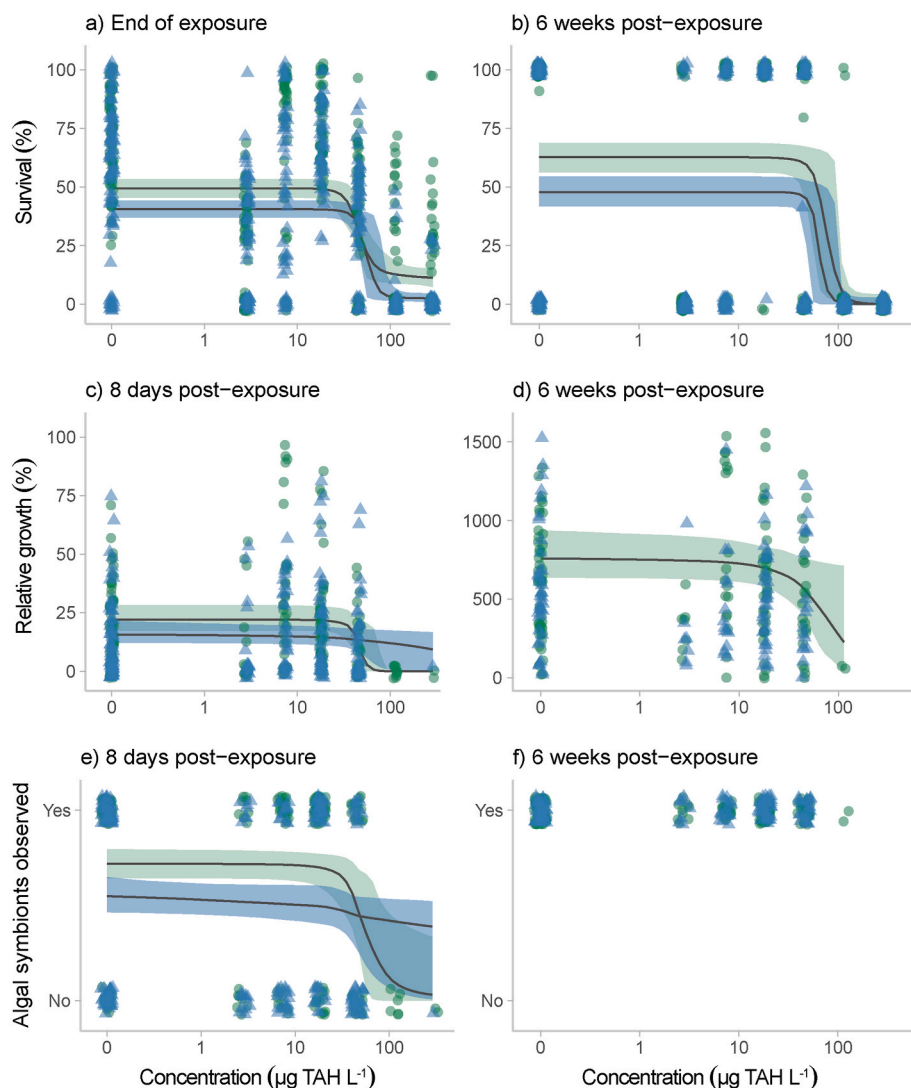 a) End of exposure
b) 6 weeks post−exposure
Survival (%)
100
75
50
25
0
0 1 10 100
100
75
50
25
0
0 1 10 100
c) 8 days post−exposure
d) 6 weeks post−exposure
Relative growth (%)
100
75
50
25
0
0 1 10 100
1500
1000
500
0
0 1 10 100
e) 8 days post−exposure
f) 6 weeks post−exposure
Algal symbionts observed
Yes
No
0 1 10 100
Yes
No
0 1 10 100
Concentration (µg TAH L⁻¹)
Concentration (µg TAH L⁻¹)